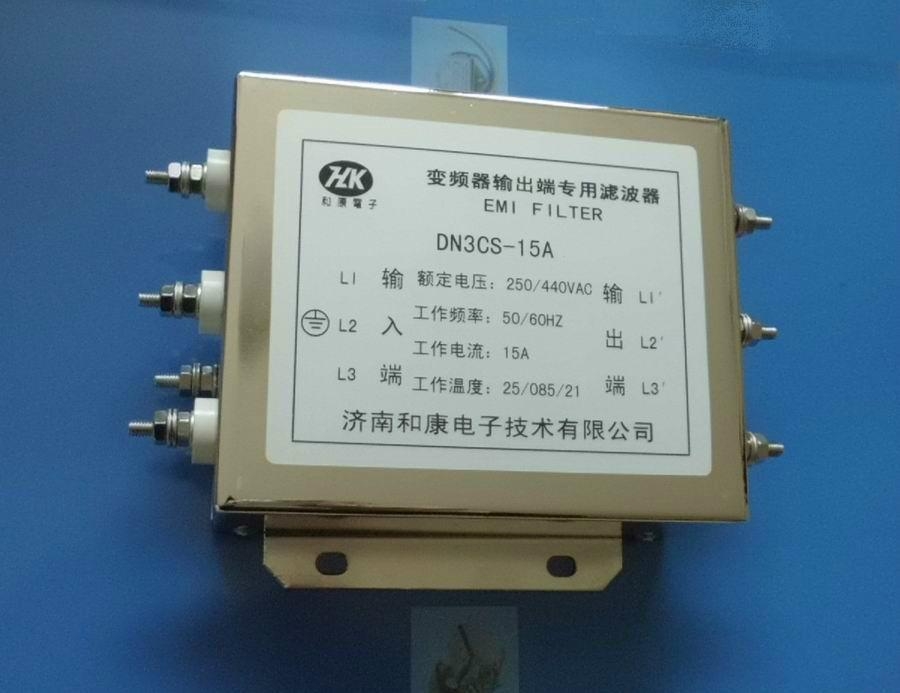 HK
和康電子
变频器输出端专用滤波器
EMI FILTER
DN3CS-15A
L1 输 额定电压：250/440VAC 输 L1'
L2 入 工作频率：50/60HZ 出 L2'
工作电流：15A
L3 端 工作温度：25/085/21 端 L3'
济南和康电子技术有限公司